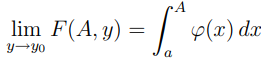 \lim_{y \to y_0} F(A, y) = \int_a^A \varphi(x) \, dx